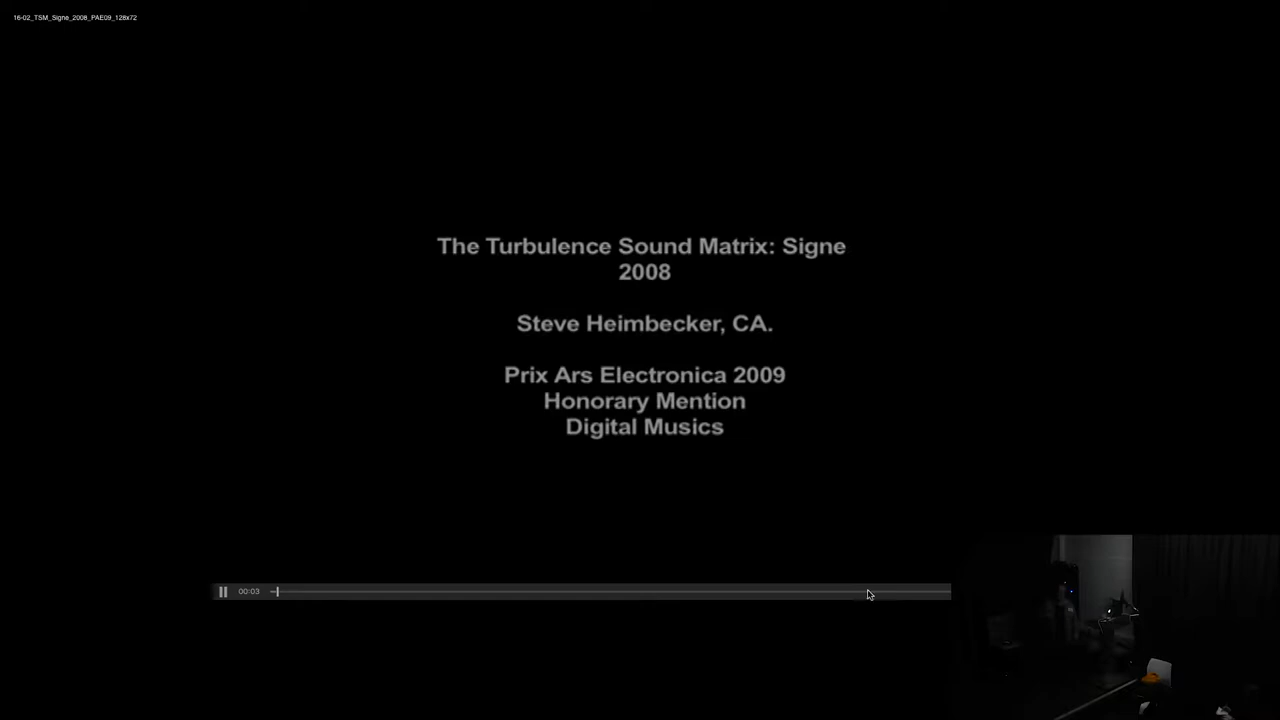 16-02_TSM_Signe_2008_PAE09_128x72
The Turbulence Sound Matrix: Signe
2008
Steve Heimbecker, CA.
Prix Ars Electronica 2009
Honorary Mention
Digital Musics
00:03